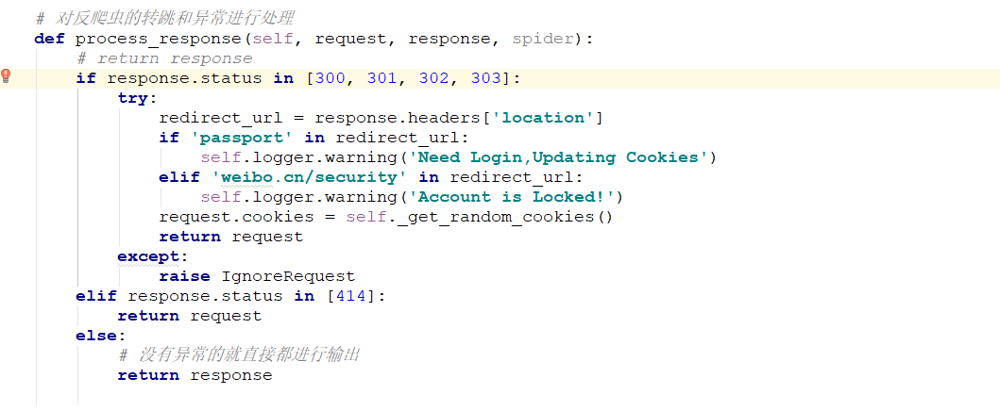 # 对反爬虫的转跳和异常进行处理
def process_response(self, request, response, spider):
# return response
if response.status in [300, 301, 302, 303]:
try:
redirect_url = response.headers['location']
if 'passport' in redirect_url:
self.logger.warning('Need Login,Updating Cookies')
elif 'weibo.cn/security' in redirect_url:
self.logger.warning('Account is Locked!')
request.cookies = self._get_random_cookies()
return request
except:
raise IgnoreRequest
elif response.status in [414]:
return request
else:
# 没有异常的就直接都进行输出
return response